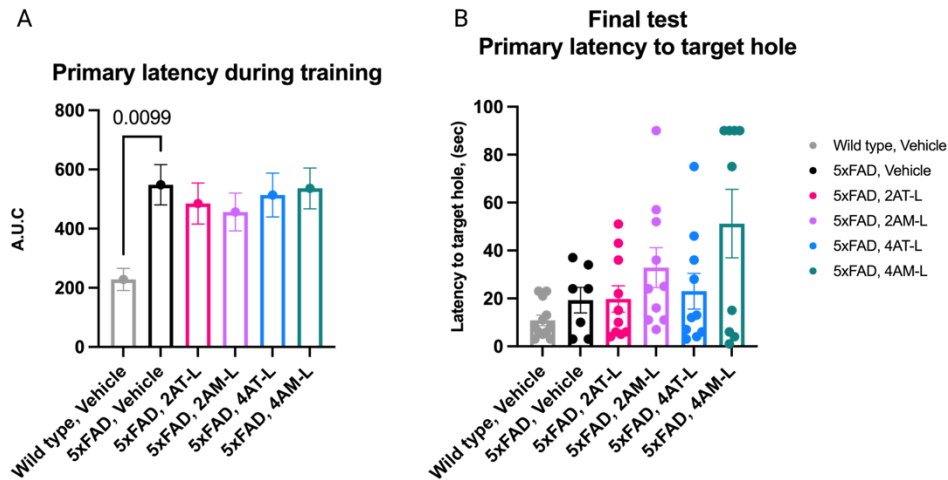 A
Primary latency during training
A.U.C
800
600
400
200
0
0.0099
Wild type, Vehicle
5xFAD, Vehicle
5xFAD, 2AT-L
5xFAD, 2AM-L
5xFAD, 4AT-L
5xFAD, 4AM-L
B
Final test
Primary latency to target hole
Latency to target hole, (sec)
100
80
60
40
20
0
Wild type, Vehicle
5xFAD, Vehicle
5xFAD, 2AT-L
5xFAD, 2AM-L
5xFAD, 4AT-L
5xFAD, 4AM-L
Wild type, Vehicle
5xFAD, Vehicle
5xFAD, 2AT-L
5xFAD, 2AM-L
5xFAD, 4AT-L
5xFAD, 4AM-L